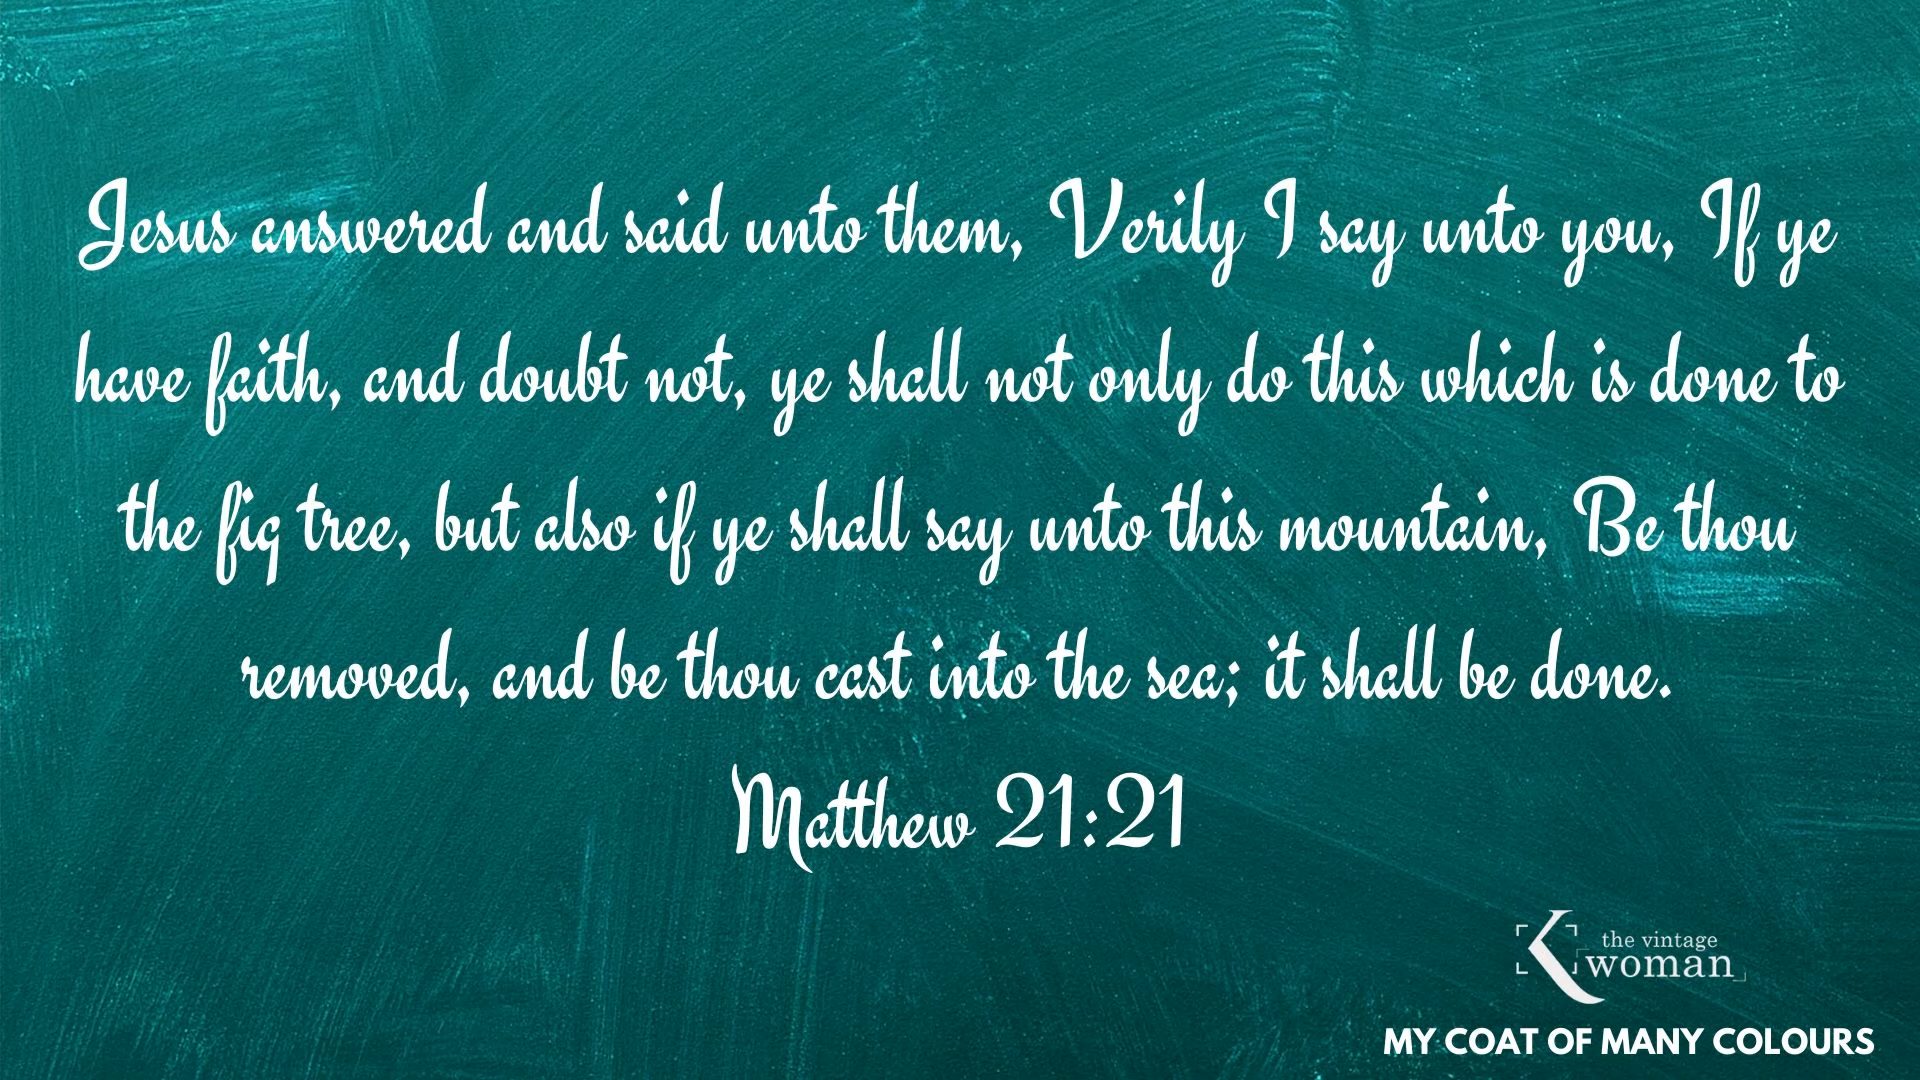 Jesus answered and said unto them, Verily I say unto you, If ye
have faith, and doubt not, ye shall not only do this which is done to
the fig tree, but also if ye shall say unto this mountain, Be thou
removed, and be thou cast into the sea; it shall be done.
Matthew 21:21
K the vintage
woman
MY COAT OF MANY COLOURS